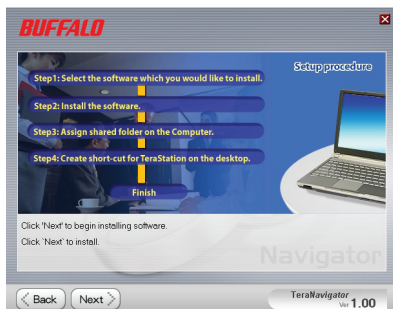 BUFFALO
Setup procedure
Step1: Select the software which you would like to install.
Step2: Install the software.
Step3: Assign shared folder on the Computer.
Step4: Create short-cut for TeraStation on the desktop.
Finish
Click 'Next' to begin installing software.
Click `Next` to install.
Navigator
Back
Next
TeraNavigator
Ver 1.00